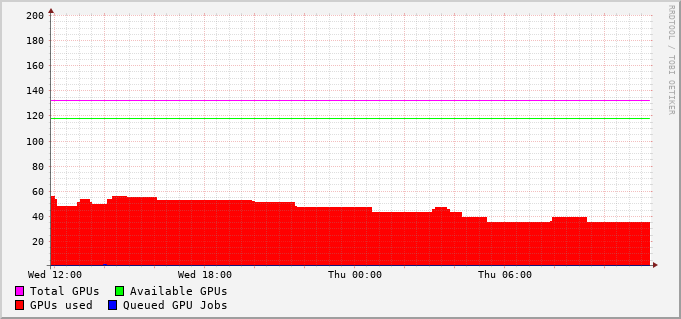 200
180
160
140
120
100
80
60
40
20
Wed 12:00 Wed 18:00 Thu 00:00 Thu 06:00
Total GPUs Available GPUs
GPUs used Queued GPU Jobs
RRDTOOL / TOBI OETIKER